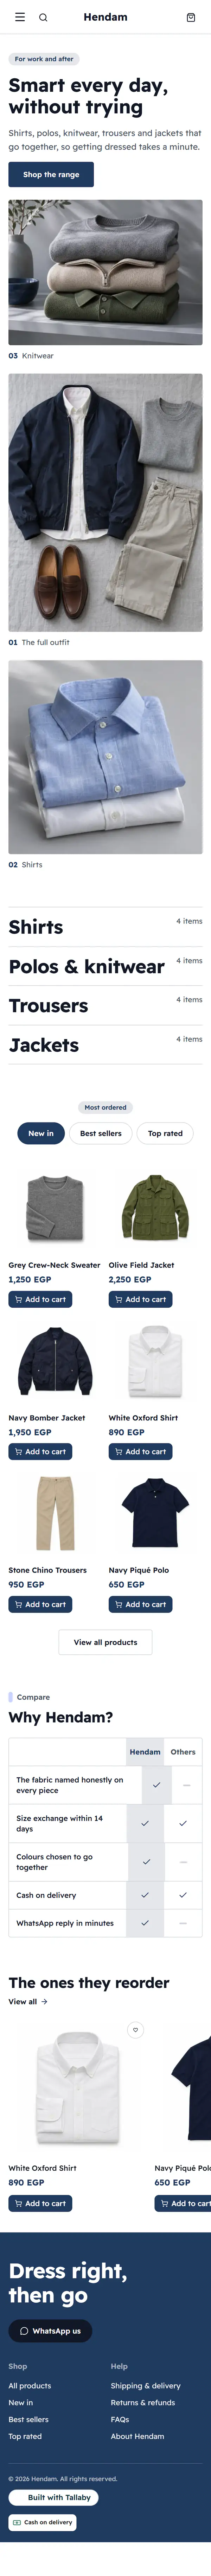 Hendam
For work and after
Smart every day,
without trying
Shirts, polos, knitwear, trousers and jackets that
go together, so getting dressed takes a minute.
Shop the range
03 Knitwear
01 The full outfit
02 Shirts
Shirts 4 items
Polos & knitwear 4 items
Trousers 4 items
Jackets 4 items
Most ordered
New in Best sellers Top rated
Grey Crew-Neck Sweater Olive Field Jacket
1,250 EGP 2,250 EGP
Add to cart Add to cart
Navy Bomber Jacket White Oxford Shirt
1,950 EGP 890 EGP
Add to cart Add to cart
Stone Chino Trousers Navy Piqué Polo
950 EGP 650 EGP
Add to cart Add to cart
View all products
Compare
Why Hendam?
Hendam Others
The fabric named honestly on
every piece
Size exchange within 14
days
Colours chosen to go
together
Cash on delivery
WhatsApp reply in minutes
The ones they reorder
View all
White Oxford Shirt Navy Piqué Polo
890 EGP 650 EGP
Add to cart Add to cart
Dress right,
then go
WhatsApp us
Shop Help
All products Shipping & delivery
New in Returns & refunds
Best sellers FAQs
Top rated About Hendam
© 2026 Hendam. All rights reserved.
Built with Tallaby
Cash on delivery